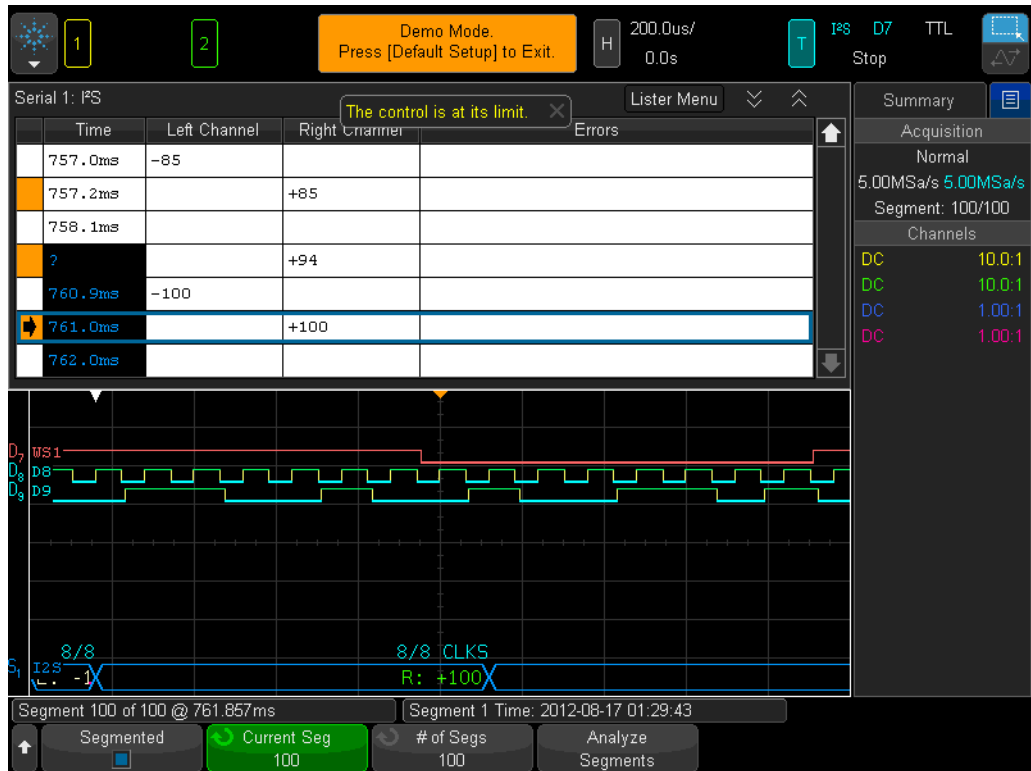 1
2
Demo Mode.
Press [Default Setup] to Exit.
H
200.0us/
0.0s
T
I²S D7 TTL
Stop
Serial 1: I²S
The control is at its limit.
Lister Menu
Time Left Channel Right Channel Errors
757.0ms -85
757.2ms +85
758.1ms
? +94
760.9ms -100
761.0ms +100
762.0ms
Summary
Acquisition
Normal
5.00MSa/s 5.00MSa/s
Segment: 100/100
Channels
DC 10.0:1
DC 10.0:1
DC 1.00:1
DC 1.00:1
D7 WS1
D8 D8
D9 D9
8/8 8/8 CLKS
S1 I2S
L: -1 R: +100
Segment 100 of 100 @ 761.857ms
Segment 1 Time: 2012-08-17 01:29:43
Segmented
Current Seg
100
# of Segs
100
Analyze
Segments